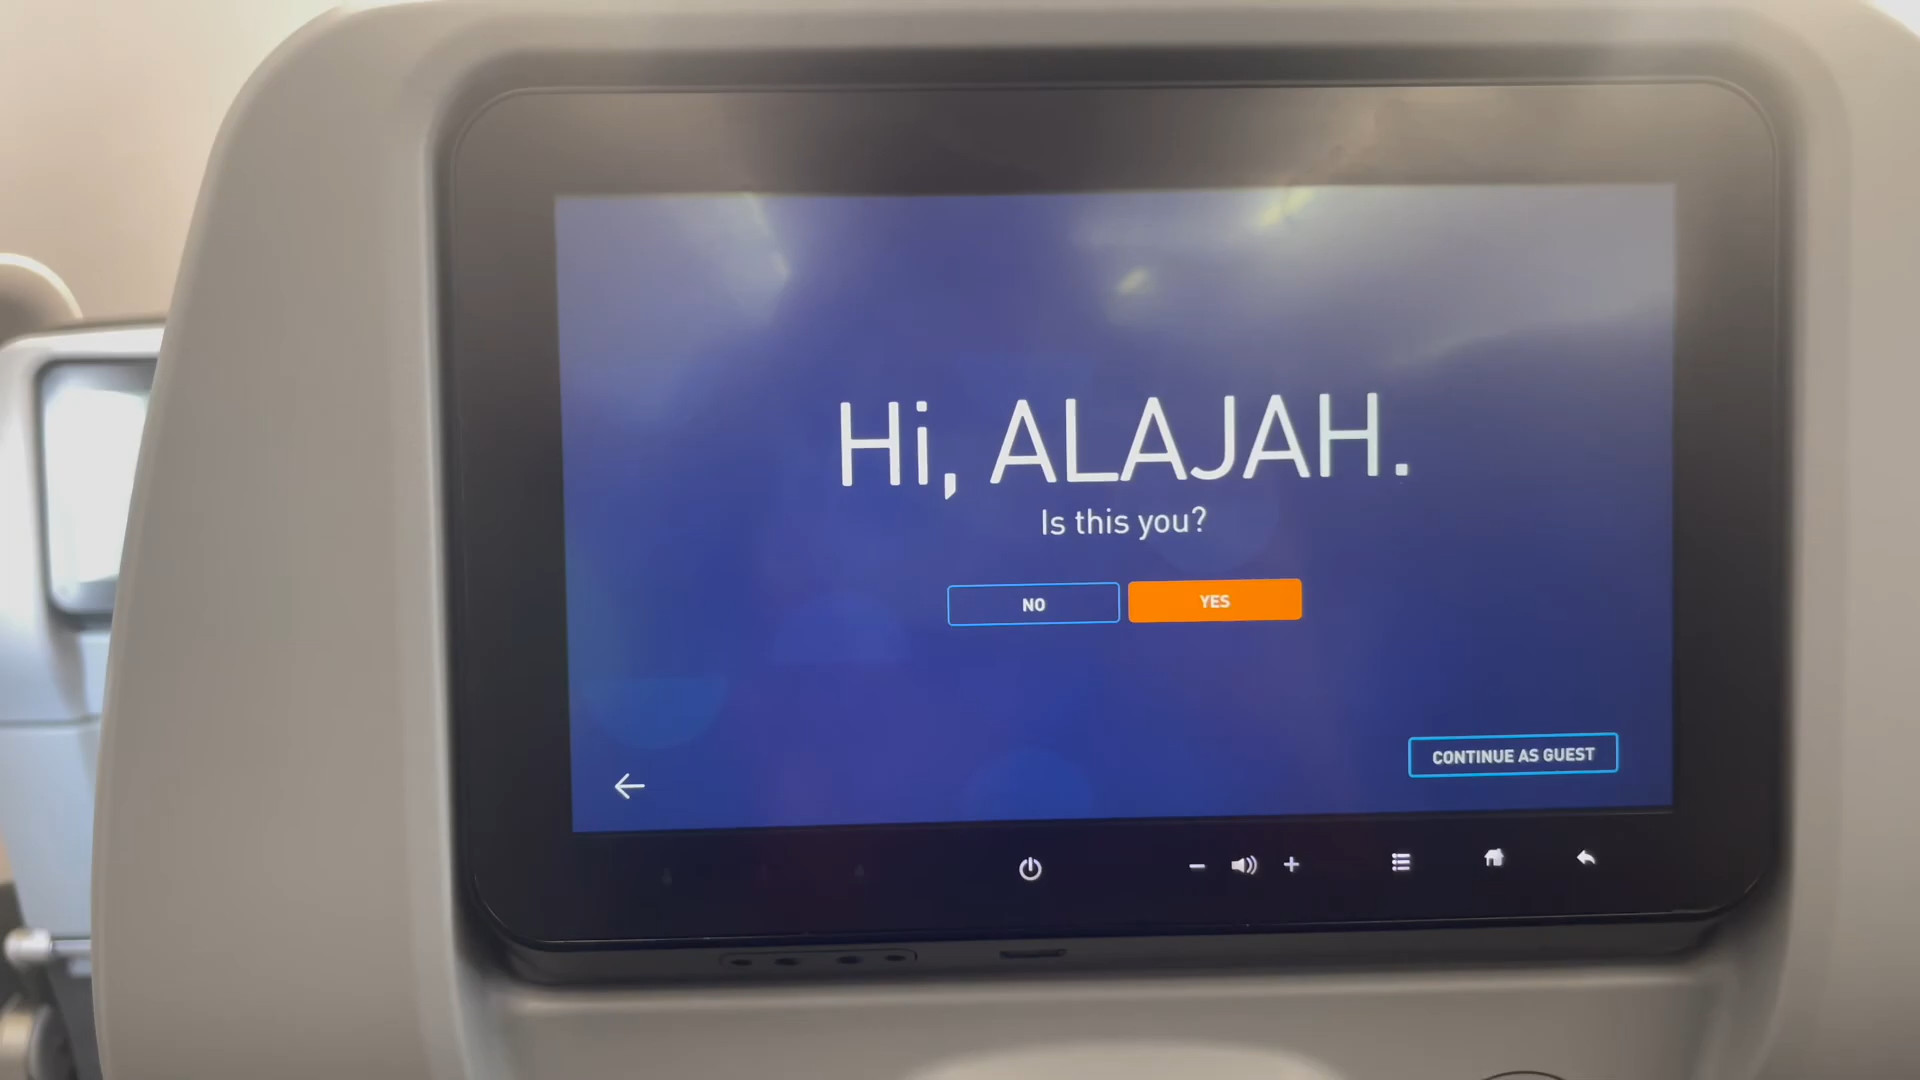 Hi, ALAJAH.
Is this you?
NO
YES
CONTINUE AS GUEST